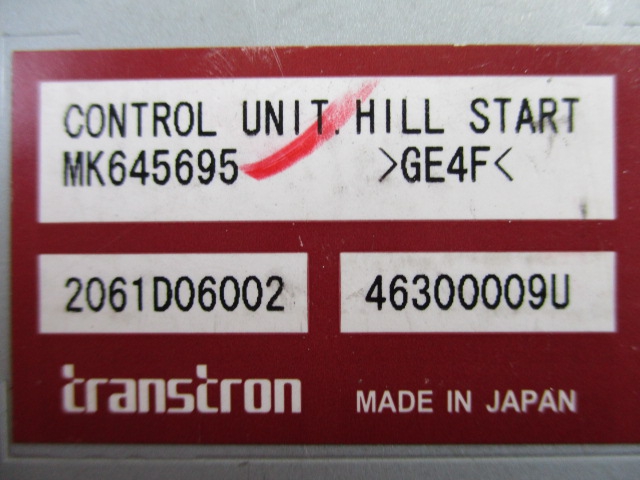 CONTROL UNIT.HILL START
MK645695 >GE4F<
2061D06002 46300009U
transtron MADE IN JAPAN